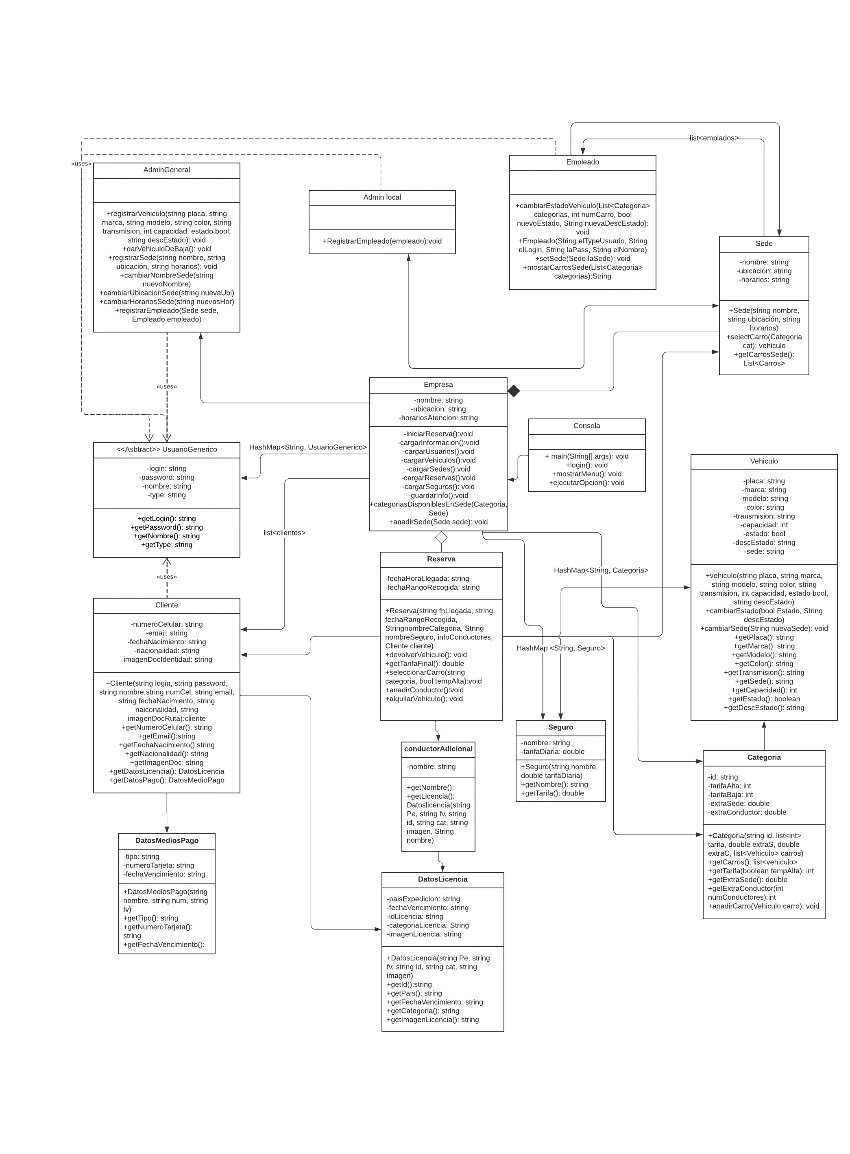 list<emplados>
«uses»
AdminGeneral
+registrarVehiculo(string placa, string
marca, string modelo, string color, string
transmision, int capacidad, estado bool,
string descEstado): void
+darVehiculoDeBaja(): void
+registrarSede(string nombre, string
ubicación, string horarios): void
+cambiarNombreSede(string
nuevoNombre)
+cambiarUbicacionSede(string nuevaUbi)
+cambiarHorariosSede(string nuevosHor)
+registrarEmpleado(Sede sede,
Empleado empleado)
Admin local
+RegistrarEmpleado(empleado):void
Empleado
+cambiarEstadoVehiculo(List<Categoria>
categorias, int numCarro, bool
nuevoEstado, String nuevaDescEstado):
void
+Empleado(String elTypeUsuario, String
elLogin, String laPass, String elNombre)
+setSede(Sede laSede): void
+mostarCarrosSede(List<Categoria>
categorias):String
Sede
-nombre: string
-ubicacion: string
-horarios: string
+Sede(string nombre,
string ubicación, string
horarios)
+selectCarro(Categoria
cat): vehiculo
+getCarrosSede():
List<Carros>
«uses»
Empresa
-nombre: string
-ubicacion: string
-horariosAtencion: string
-iniciarReserva():void
-cargarInformacion():void
-cargarUsuarios():void
-cargarVehiculos():void
-cargarSedes():void
-cargarReservas():void
-cargarSeguros():void
-guardarInfo():void
+categoriasDisponiblesEnSede(Categoria,
Sede)
+anadirSede(Sede sede): void
Consola
+ main(String[] args): void
+login(): void
+mostrarMenu(): void
+ejecutarOpcion(): void
HashMap<String, UsuarioGenerico>
<<Asbtract>> UsuarioGenerico
-login: string
-password: string
-nombre: string
-type; string
+getLogin(): string
+getPassword(): string
+getNombre(): string
+getType: string
Vehiculo
-placa: string
-marca: string
-modelo: string
-color: string
-transmision: string
-capacidad: int
-estado: bool
-descEstado: string
-sede: string
+vehiculo(string placa, string marca,
string modelo, string color, string
transmision, int capacidad, estado bool,
string descEstado)
+cambiarEstado(bool Estado, String
descEstado)
+cambiarSede(String nuevaSede): void
+getPlaca(): string
+getMarca(): string
+getModelo(): string
+getColor(): string
+getTransmision(): string
+getSede(): string
+getCapacidad(): int
+getEstado(): boolean
+getDescEstado(): string
list<clientes>
HashMap<String, Categoria>
HashMap <String, Seguro>
«uses»
Reserva
-fechaHoraLlegada: string
-fechaRangoRecogida: string
+Reserva(string fhLlegada, string
fechaRangoRecogida,
StringnombreCategoria, String
nombreSeguro, infoConductores,
Cliente cliente)
+devolverVehiculo(): void
+getTarifaFinal(): double
+seleccionarCarro(string
categoria, bool tempAlta):void
+anadirConductor():void
+alquilarVehiculo(): void
Cliente
-numeroCelular: string
-email: string
-fechaNacimiento: string
-nacionalidad: string
-imagenDocIdentidad: string
+Cliente(string login, string password,
string nombre,string numCel, string email,
string fechaNacimiento, string
naicionalidad, string
imagenDocRuta):cliente
+getNumeroCelular(): string
+getEmail():string
+getFechaNacimiento():string
+getNacionalidad(): string
+getImagenDoc: string
+getDatosLicencia(): DatosLicencia
+getDatosPago(): DatosMedioPago
Seguro
-nombre: string
-tarifaDiaria: double
+Seguro(string nombre,
double tarifaDiaria)
+getNombre(): string
+getTarifa(): double
conductorAdicional
-nombre: string
+getNombre():
+getLicencia():
Datoslicencia(string
Pe, string fv, string
id, string cat, string
imagen, String
nombre)
Categoria
-id: string
-tarifaAlta: int
-tarifaBaja: int
-extraSede: double
-extraConductor: double
+Categoria(string id, list<int>
tarifa, double extraS, double
extraC, list<Vehiculo> carros)
+getCarros(): list<vehiculo>
+getTarifa(boolean tempAlta): int
+getExtraSede(): double
+getExtraConductor(int
numConductores):int
+anadirCarro(Vehiculo carro): void
DatosMediosPago
-tipo: string
-numeroTarjeta: string
-fechaVencimiento: string
+DatosMediosPago(string
nombre, string num, string
fv)
+getTipo(): string
+getNumeroTarjeta():
string
+getFechaVencimiento():
DatosLicencia
-paisExpedicion: string
-fechaVencimiento: string
-idLicencia: string
-categoriaLicencia: String
-imagenLicencia: string
+DatosLicencia(string Pe, string
fv, string id, string cat, string
imagen)
+getId():string
+getPais(): string
+getFechaVencimiento: string
+getCategoria(): string
+getImagenLicencia(): string